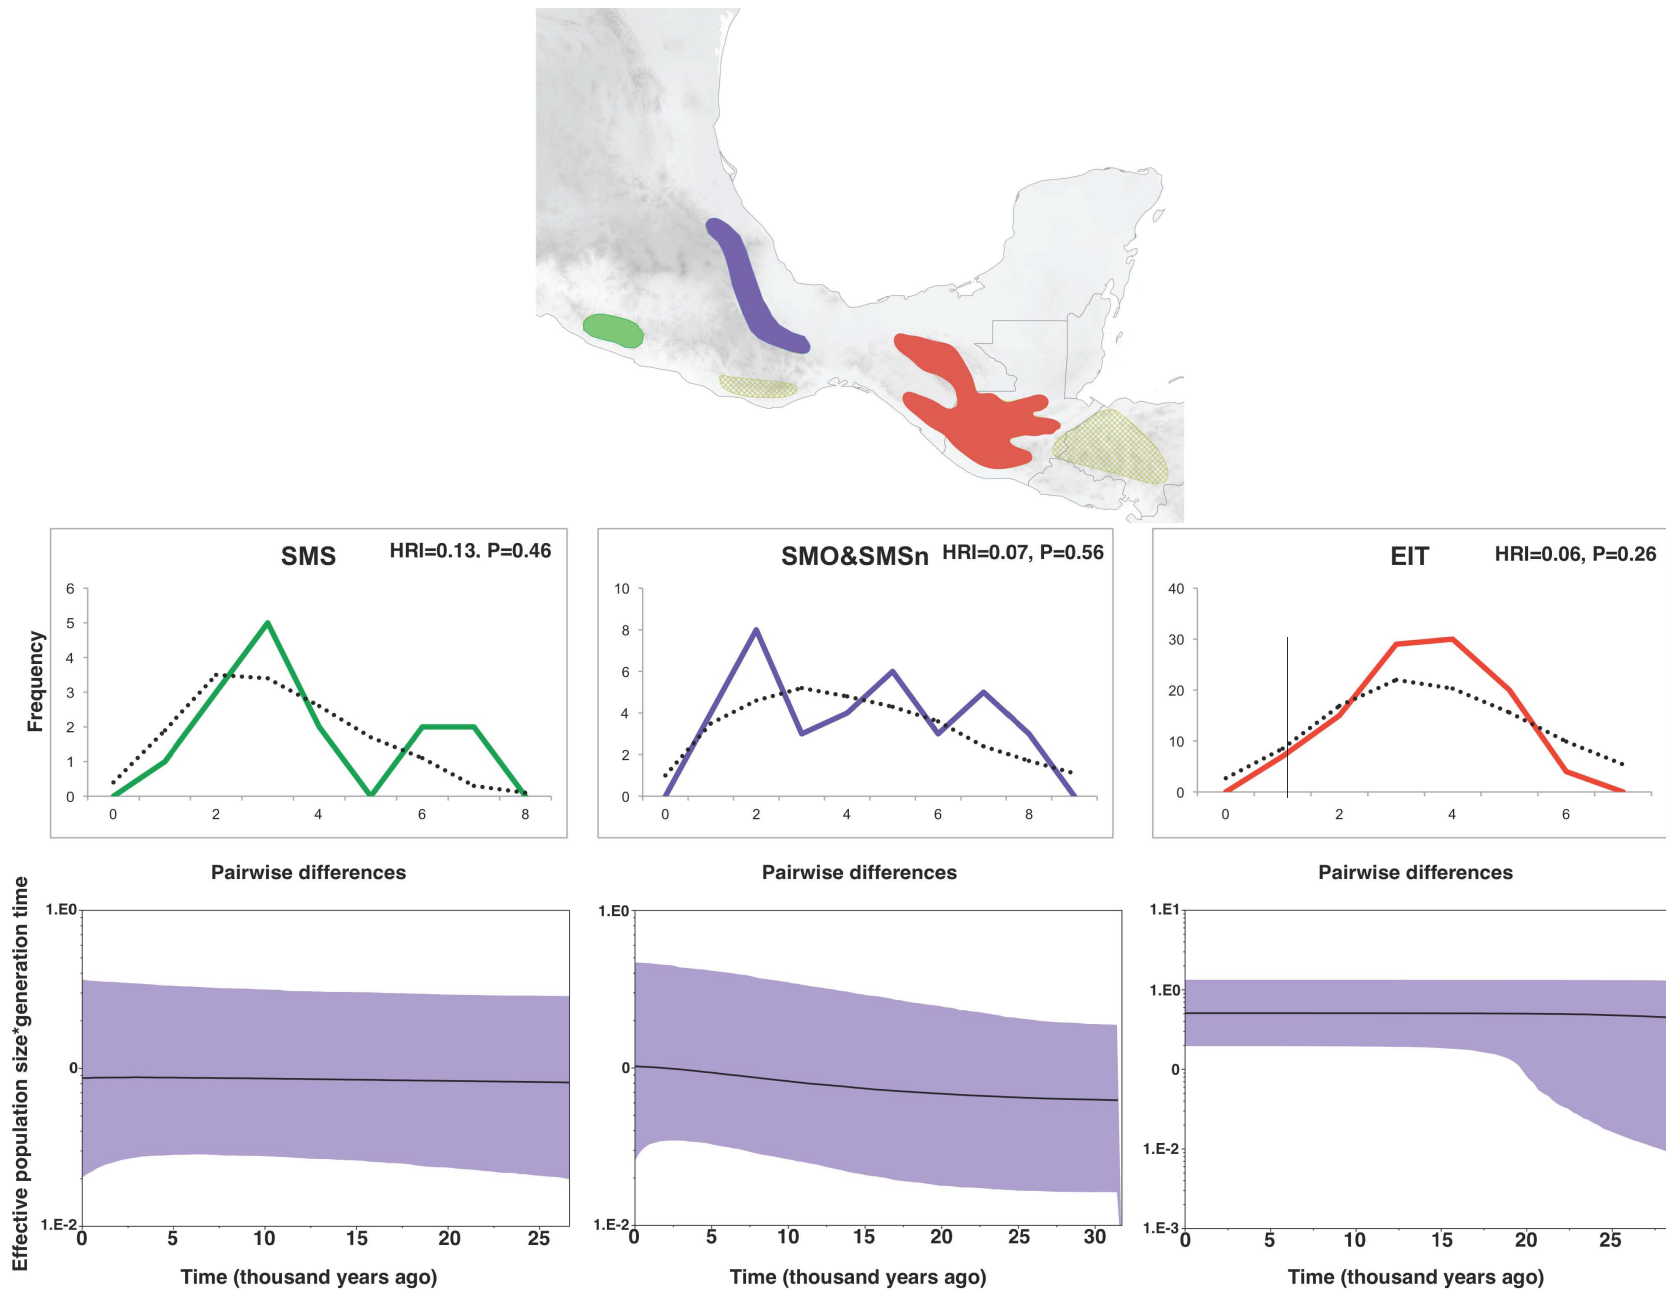 SMS HRI=0.13. P=0.46
6
5
4
3
2
1
0
Frequency
0 2 4 6 8
Pairwise differences
SMO&SMSn HRI=0.07, P=0.56
10
8
6
4
2
0
0 2 4 6 8
Pairwise differences
EIT HRI=0.06, P=0.26
40
30
20
10
0
0 2 4 6
Pairwise differences
Effective population size*generation time
1.E0
0
1.E-2
0 5 10 15 20 25
Time (thousand years ago)
1.E0
0
1.E-2
0 5 10 15 20 25 30
Time (thousand years ago)
1.E1
1.E0
0
1.E-2
1.E-3
0 5 10 15 20 25
Time (thousand years ago)